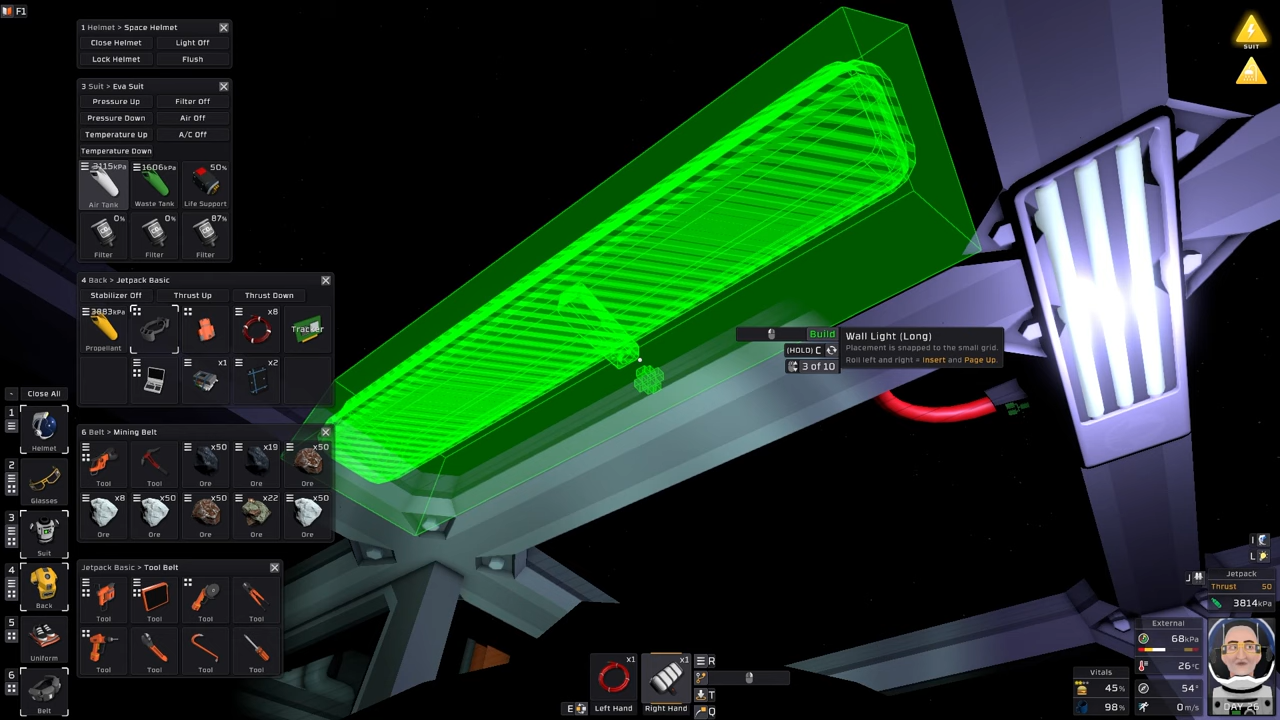 F1
1 Helmet > Space Helmet
Close Helmet
Light Off
Lock Helmet
Flush
3 Suit > Eva Suit
Pressure Up
Filter Off
Pressure Down
Air Off
Temperature Up
A/C Off
Temperature Down
3115kPa
1606kPa
50%
Air Tank
Waste Tank
Life Support
0%
0%
87%
Filter
Filter
Filter
4 Back > Jetpack Basic
Stabilizer Off
Thrust Up
Thrust Down
3883kPa
x8
Tracker
Propellant
x1
x2
- Close All
6 Belt > Mining Belt
x50
x19
x50
Tool
Tool
Ore
Ore
Ore
x8
x50
x50
x22
x50
Ore
Ore
Ore
Ore
Ore
Jetpack Basic > Tool Belt
Tool
Tool
Tool
Tool
Tool
Tool
Tool
Tool
1
Helmet
2
Glasses
3
Suit
4
Back
5
Uniform
6
Belt
Build
(HOLD) C
3 of 10
Wall Light (Long)
Placement is snapped to the small grid.
Roll left and right = Insert and Page Up.
SUIT
x1
x1
R
T
Q
E
Left Hand
Right Hand
I
L
J
Jetpack
Thrust 50
3814kPa
External
68kPa
26°C
54°
0m/s
Vitals
45%
98%
DAY 26